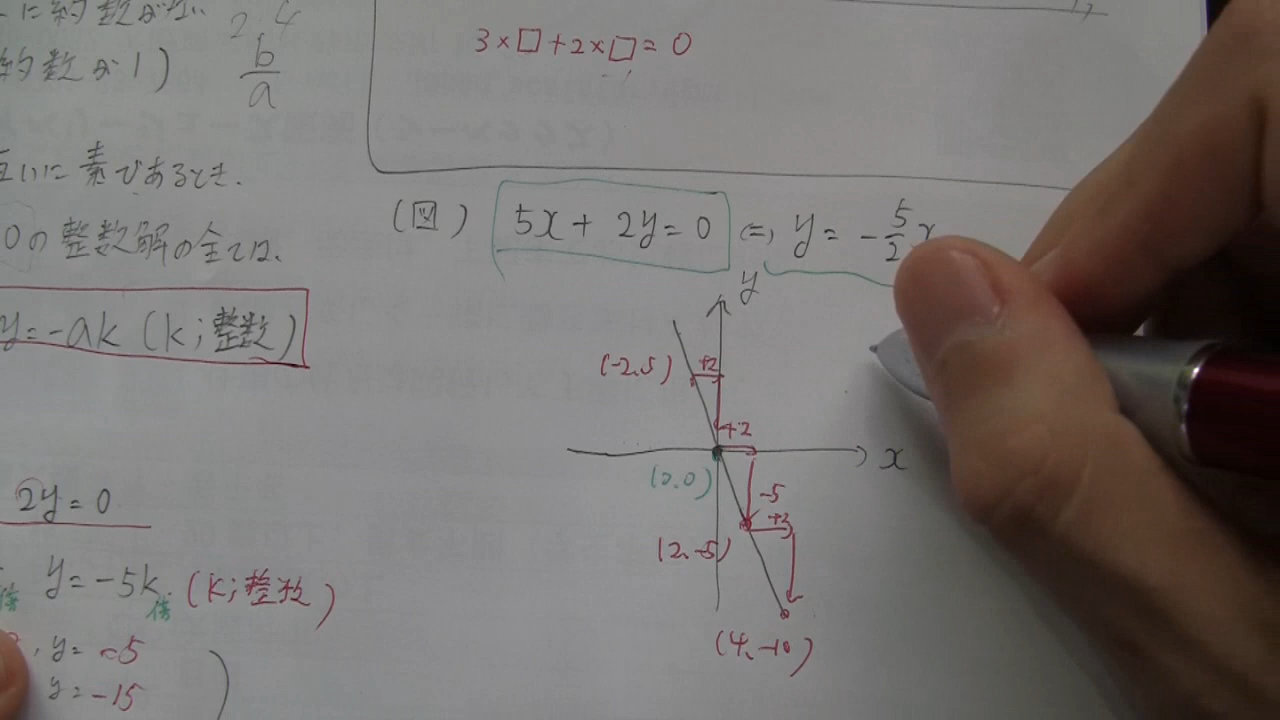 に約数がない
約数が1)
2 4
b
a
3×□+2×□=0
互いに素であるとき.
0の整数解の全ては、
y=-ak (k;整数)
(図) 5x+ 2y=0 ⇔ y= -5/2 x
y
(-2,5) +2
+2
x
(0,0)
-5
+2
(2,-5)
(4,-10)
2y=0
倍 y=-5k 倍 (k;整数)
, y= -5
y= -15
)